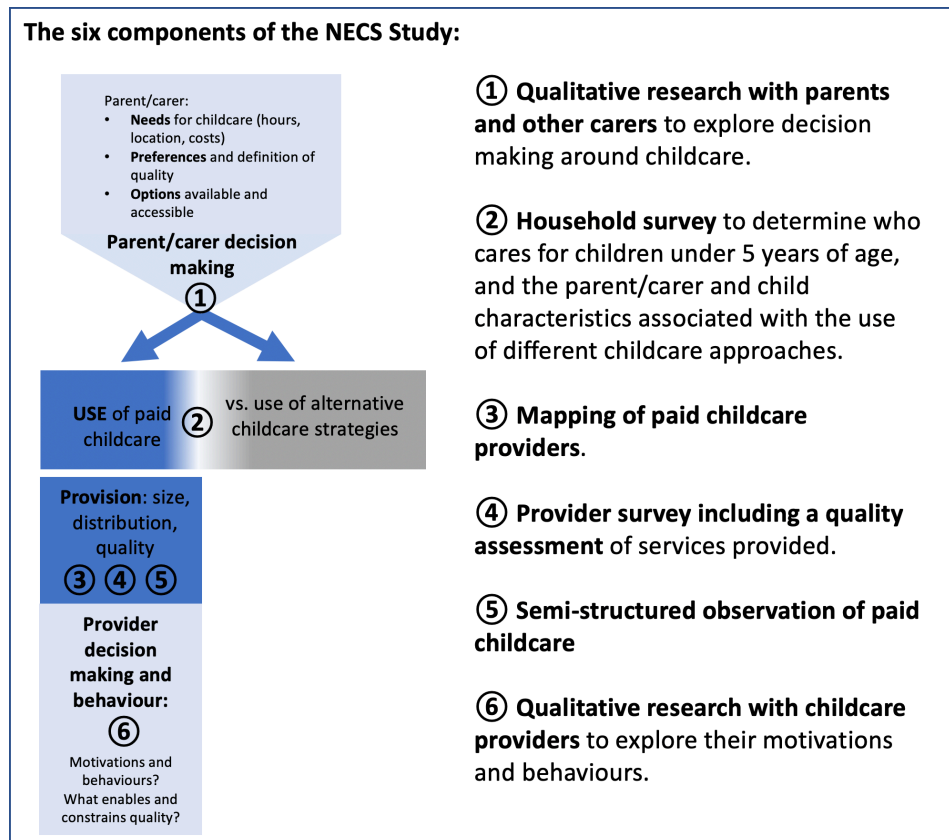 The six components of the NECS Study:
Parent/carer:
• Needs for childcare (hours,
location, costs)
• Preferences and definition of
quality
• Options available and
accessible
Parent/carer decision
making
①
USE of paid
childcare
②
vs. use of alternative
childcare strategies
Provision: size,
distribution,
quality
③ ④ ⑤
Provider
decision
making and
behaviour:
⑥
Motivations and
behaviours?
What enables and
constrains quality?
① Qualitative research with parents
and other carers to explore decision
making around childcare.
② Household survey to determine who
cares for children under 5 years of age,
and the parent/carer and child
characteristics associated with the use
of different childcare approaches.
③ Mapping of paid childcare
providers.
④ Provider survey including a quality
assessment of services provided.
⑤ Semi-structured observation of paid
childcare
⑥ Qualitative research with childcare
providers to explore their motivations
and behaviours.